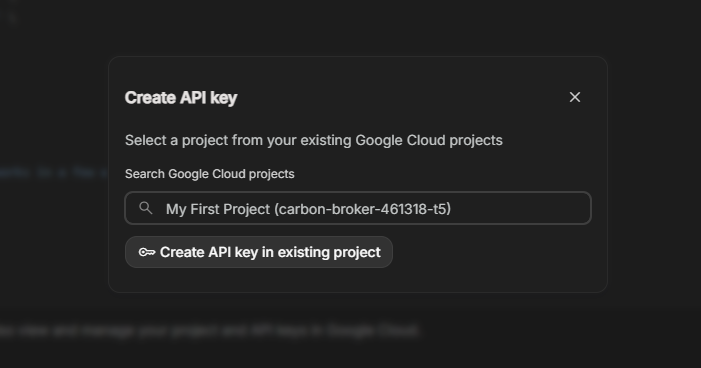 Create API key
Select a project from your existing Google Cloud projects
Search Google Cloud projects
My First Project (carbon-broker-461318-t5)
Create API key in existing project
view and manage your project and API keys in Google Cloud.